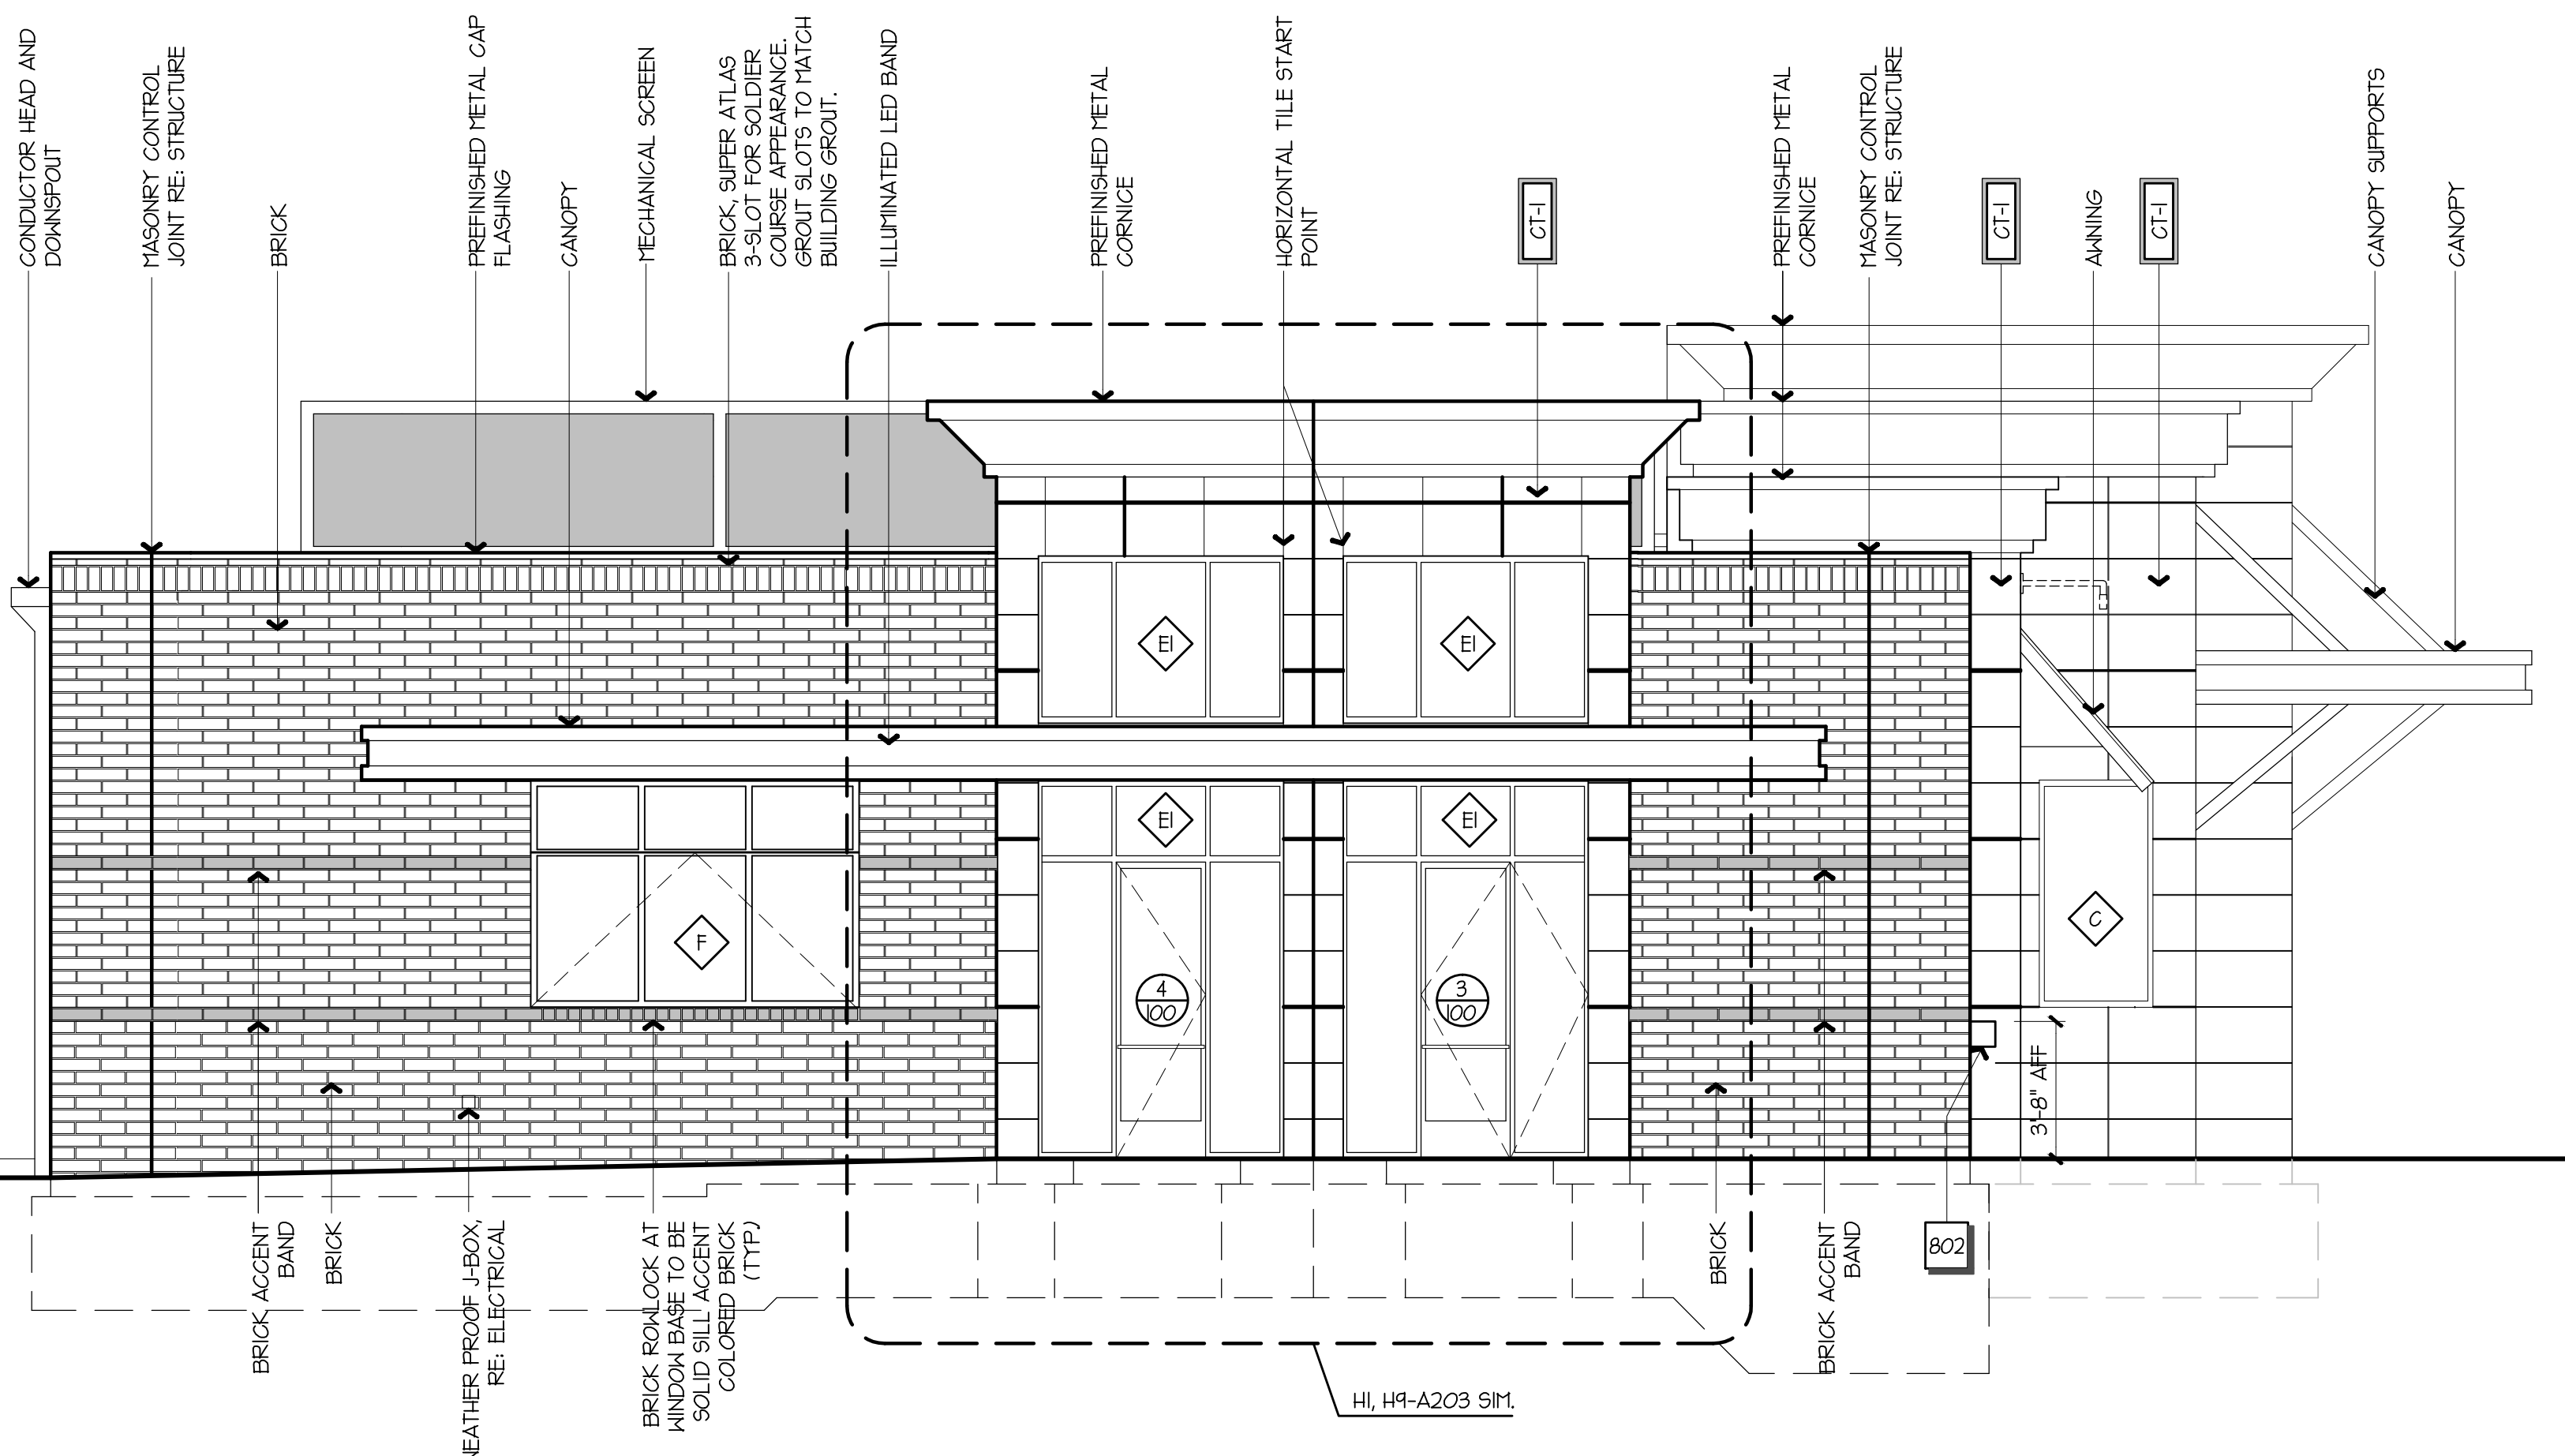 CONDUCTOR HEAD AND
DOWNSPOUT
MASONRY CONTROL
JOINT RE: STRUCTURE
BRICK
PREFINISHED METAL CAP
FLASHING
CANOPY
MECHANICAL SCREEN
BRICK, SUPER ATLAS
3-SLOT FOR SOLDIER
COURSE APPEARANCE.
GROUT SLOTS TO MATCH
BUILDING GROUT.
ILLUMINATED LED BAND
PREFINISHED METAL
CORNICE
HORIZONTAL TILE START
POINT
CT-1
PREFINISHED METAL
CORNICE
MASONRY CONTROL
JOINT RE: STRUCTURE
CT-1
AWNING
CT-1
CANOPY SUPPORTS
CANOPY
E1
E1
E1
E1
F
C
4
100
3
100
3'-8" AFF
BRICK ACCENT
BAND
BRICK
WEATHER PROOF J-BOX,
RE: ELECTRICAL
BRICK ROWLOCK AT
WINDOW BASE TO BE
SOLID SILL ACCENT
COLORED BRICK
(TYP.)
BRICK
BRICK ACCENT
BAND
802
H1, H9-A203 SIM.